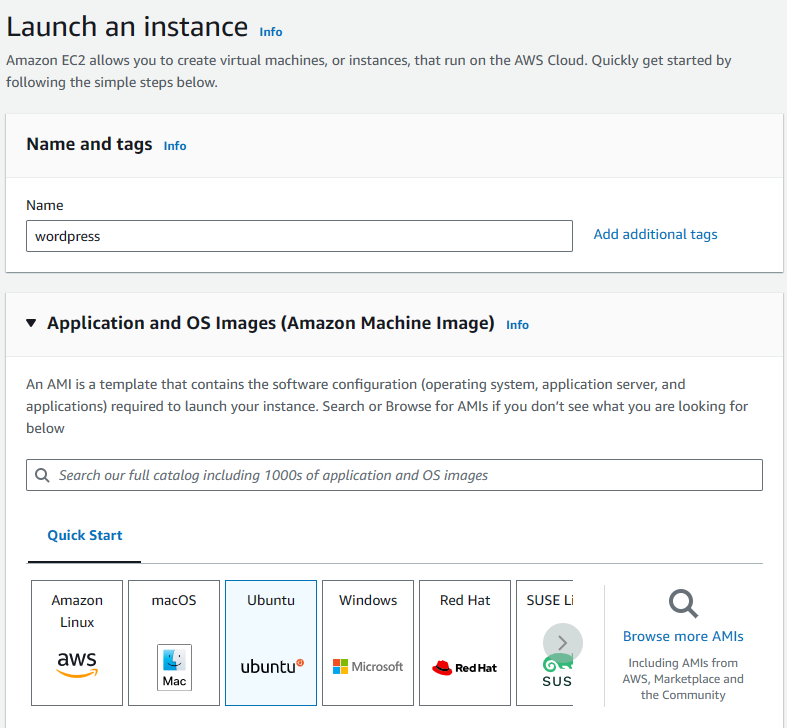 Launch an instance Info
Amazon EC2 allows you to create virtual machines, or instances, that run on the AWS Cloud. Quickly get started by
following the simple steps below.
Name and tags Info
Name
wordpress
Add additional tags
Application and OS Images (Amazon Machine Image) Info
An AMI is a template that contains the software configuration (operating system, application server, and
applications) required to launch your instance. Search or Browse for AMIs if you don’t see what you are looking for
below
Search our full catalog including 1000s of application and OS images
Quick Start
Amazon
Linux
aws
macOS
Mac
Ubuntu
ubuntu
Windows
Microsoft
Red Hat
Red Hat
SUSE Li
SUS
Browse more AMIs
Including AMIs from
AWS, Marketplace and
the Community